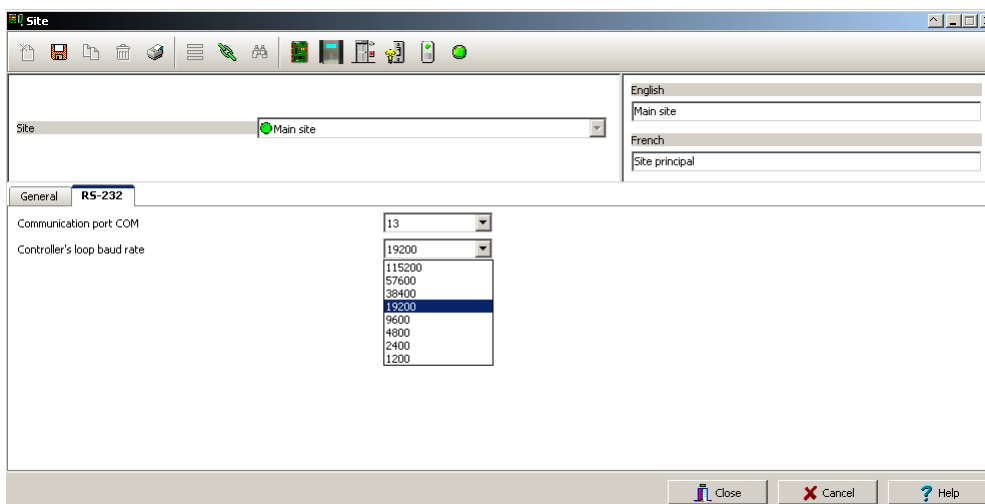 Site
English
Main site
Site
Main site
French
Site principal
General
RS-232
Communication port COM
13
Controller's loop baud rate
19200
115200
57600
38400
19200
9600
4800
2400
1200
Close
Cancel
? Help